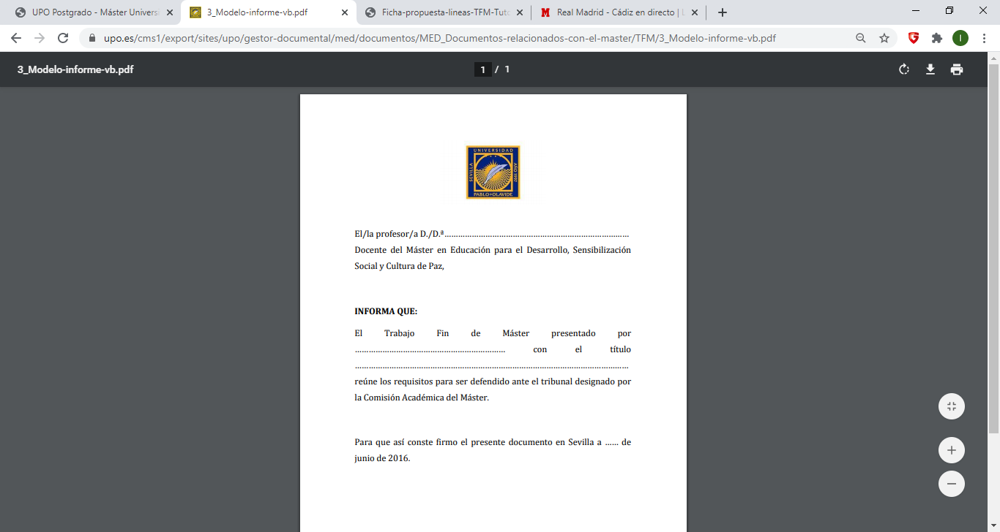 UPO Postgrado - Máster Universi
3_Modelo-informe-vb.pdf
Ficha-propuesta-lineas-TFM-Tuto
Real Madrid - Cádiz en directo | L
upo.es/cms1/export/sites/upo/gestor-documental/med/documentos/MED_Documentos-relacionados-con-el-master/TFM/3_Modelo-informe-vb.pdf
I
3_Modelo-informe-vb.pdf
1 / 1
UNIVERSIDAD
SEVILLA
AÑO 1997
PABLO DE OLAVIDE
El/la profesor/a D./D.ª................................................................................
Docente del Máster en Educación para el Desarrollo, Sensibilización
Social y Cultura de Paz,
INFORMA QUE:
El Trabajo Fin de Máster presentado por
.................................................................. con el título
........................................................................................................................
reúne los requisitos para ser defendido ante el tribunal designado por
la Comisión Académica del Máster.
Para que así conste firmo el presente documento en Sevilla a ...... de
junio de 2016.